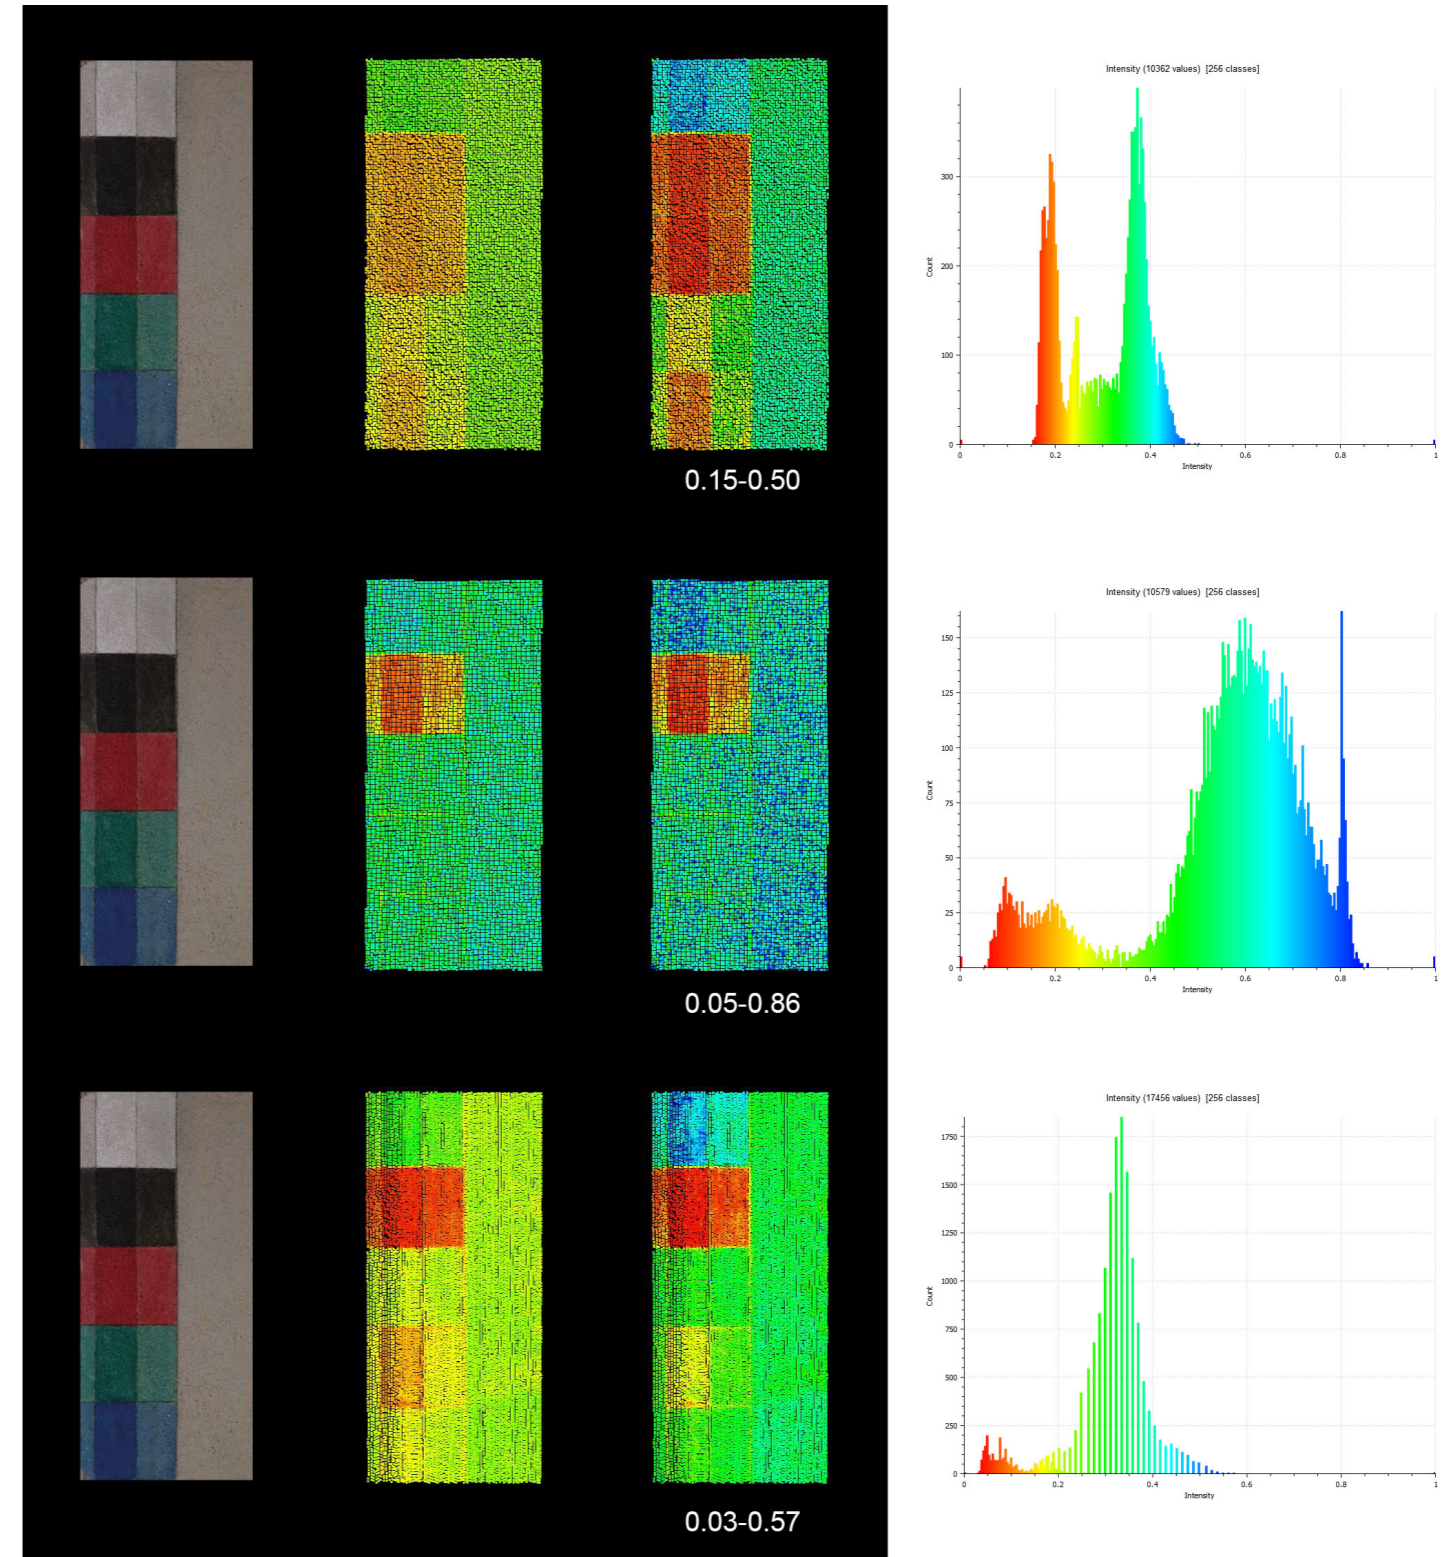 Intensity (10362 values) [256 classes]
300
200
100
0
Count
0 0.2 0.4 0.6 0.8 1
Intensity
0.15-0.50
Intensity (10579 values) [256 classes]
150
125
100
75
50
25
0
Count
0 0.2 0.4 0.6 0.8 1
Intensity
0.05-0.86
Intensity (17456 values) [256 classes]
1750
1500
1250
1000
750
500
250
0
Count
0 0.2 0.4 0.6 0.8 1
Intensity
0.03-0.57